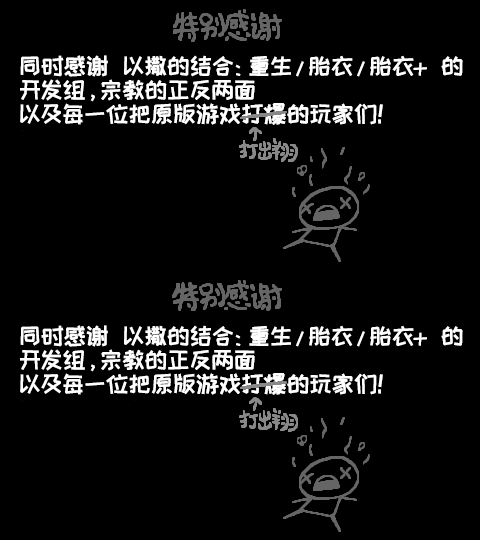 特别感谢
同时感谢 以撒的结合: 重生/胎衣/胎衣+ 的
开发组,宗教的正反两面
以及每一位把原版游戏打爆的玩家们!
打出翔
特别感谢
同时感谢 以撒的结合: 重生/胎衣/胎衣+ 的
开发组,宗教的正反两面
以及每一位把原版游戏打爆的玩家们!
打出翔